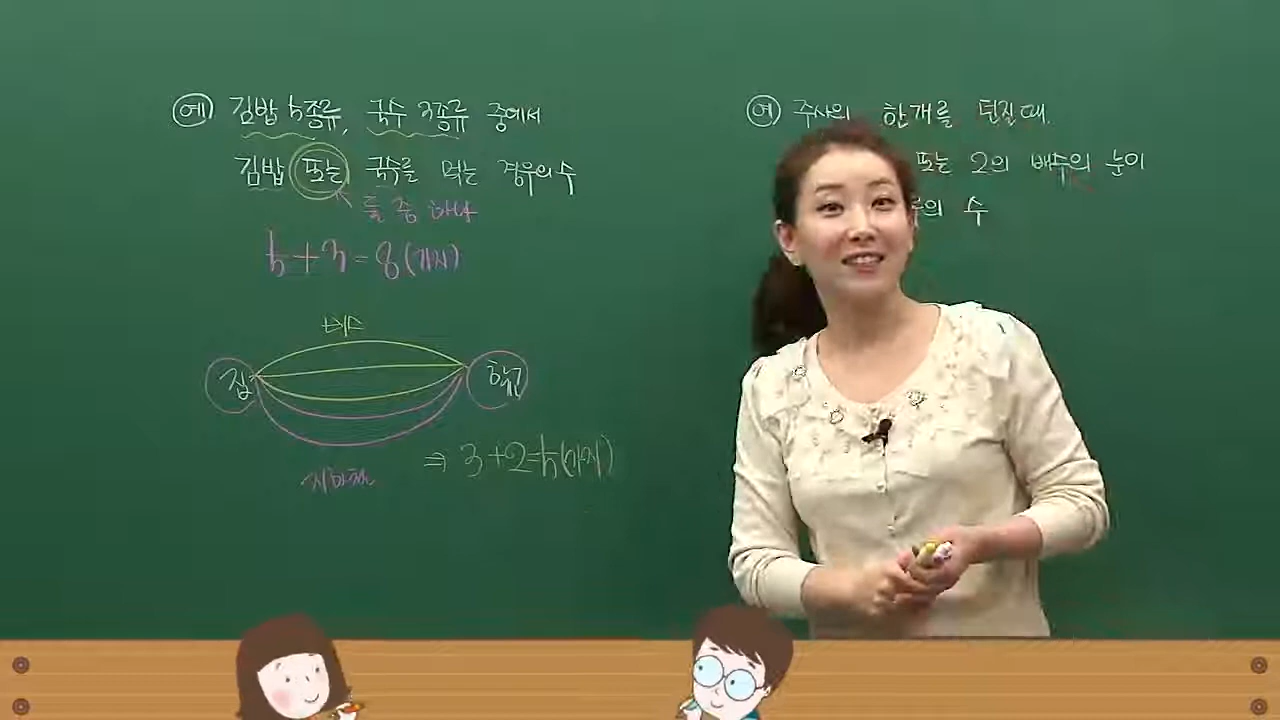 예 김밥 5종류, 국수 3종류 중에서
김밥 또는 국수를 먹는 경우의 수
둘 중 하나
5+3=8(가지)
버스
집
학교
지하철
⇒ 3+2=5(가지)
예 주사위 한개를 던질 때.
또는 2의 배수의 눈이
의 수